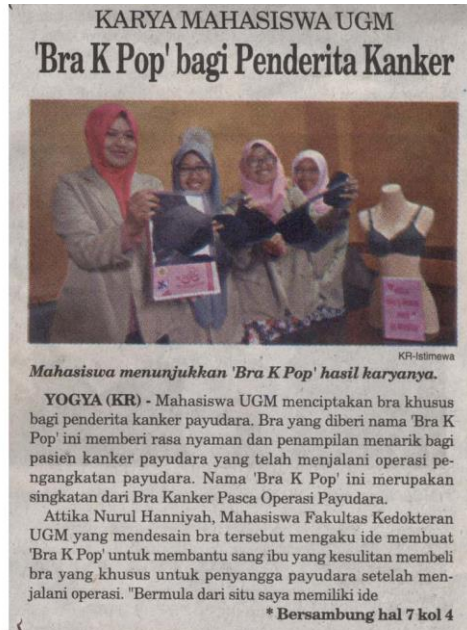 KARYA MAHASISWA UGM
'Bra K Pop' bagi Penderita Kanker
KR-Istimewa
Mahasiswa menunjukkan 'Bra K Pop' hasil karyanya.
YOGYA (KR) - Mahasiswa UGM menciptakan bra khusus
bagi penderita kanker payudara. Bra yang diberi nama 'Bra K
Pop' ini memberi rasa nyaman dan penampilan menarik bagi
pasien kanker payudara yang telah menjalani operasi pe-
ngangkatan payudara. Nama 'Bra K Pop' ini merupakan
singkatan dari Bra Kanker Pasca Operasi Payudara.
Attika Nurul Hanniyah, Mahasiswa Fakultas Kedokteran
UGM yang mendesain bra tersebut mengaku ide membuat
'Bra K Pop' untuk membantu sang ibu yang kesulitan membeli
bra yang khusus untuk penyangga payudara setelah men-
jalani operasi. "Bermula dari situ saya memiliki ide
* Bersambung hal 7 kol 4